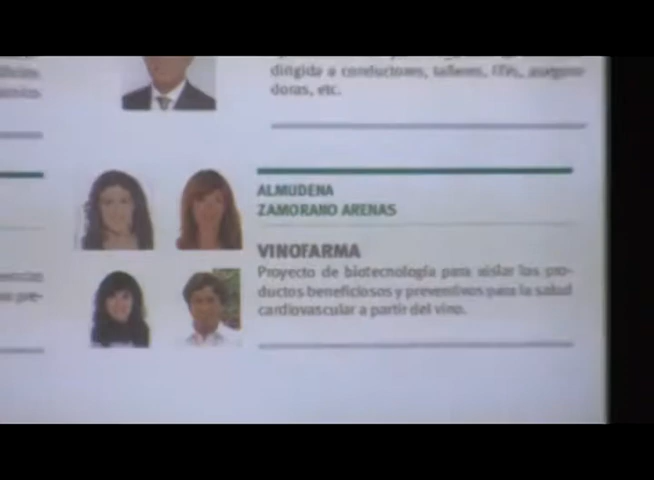 dirigida a conductores, talleres, ITVs, asegura-
doras, etc.
ALMUDENA
ZAMORANO ARENAS
VINOFARMA
Proyecto de biotecnología para aislar los pro-
ductos beneficiosos y preventivos para la salud
cardiovascular a partir del vino.